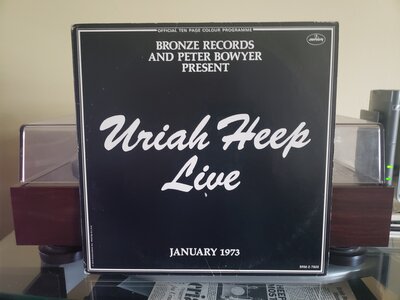 OFFICIAL TEN PAGE COLOUR PROGRAMME
BRONZE RECORDS
AND PETER BOWYER
PRESENT
Uriah Heep
Live
JANUARY 1973